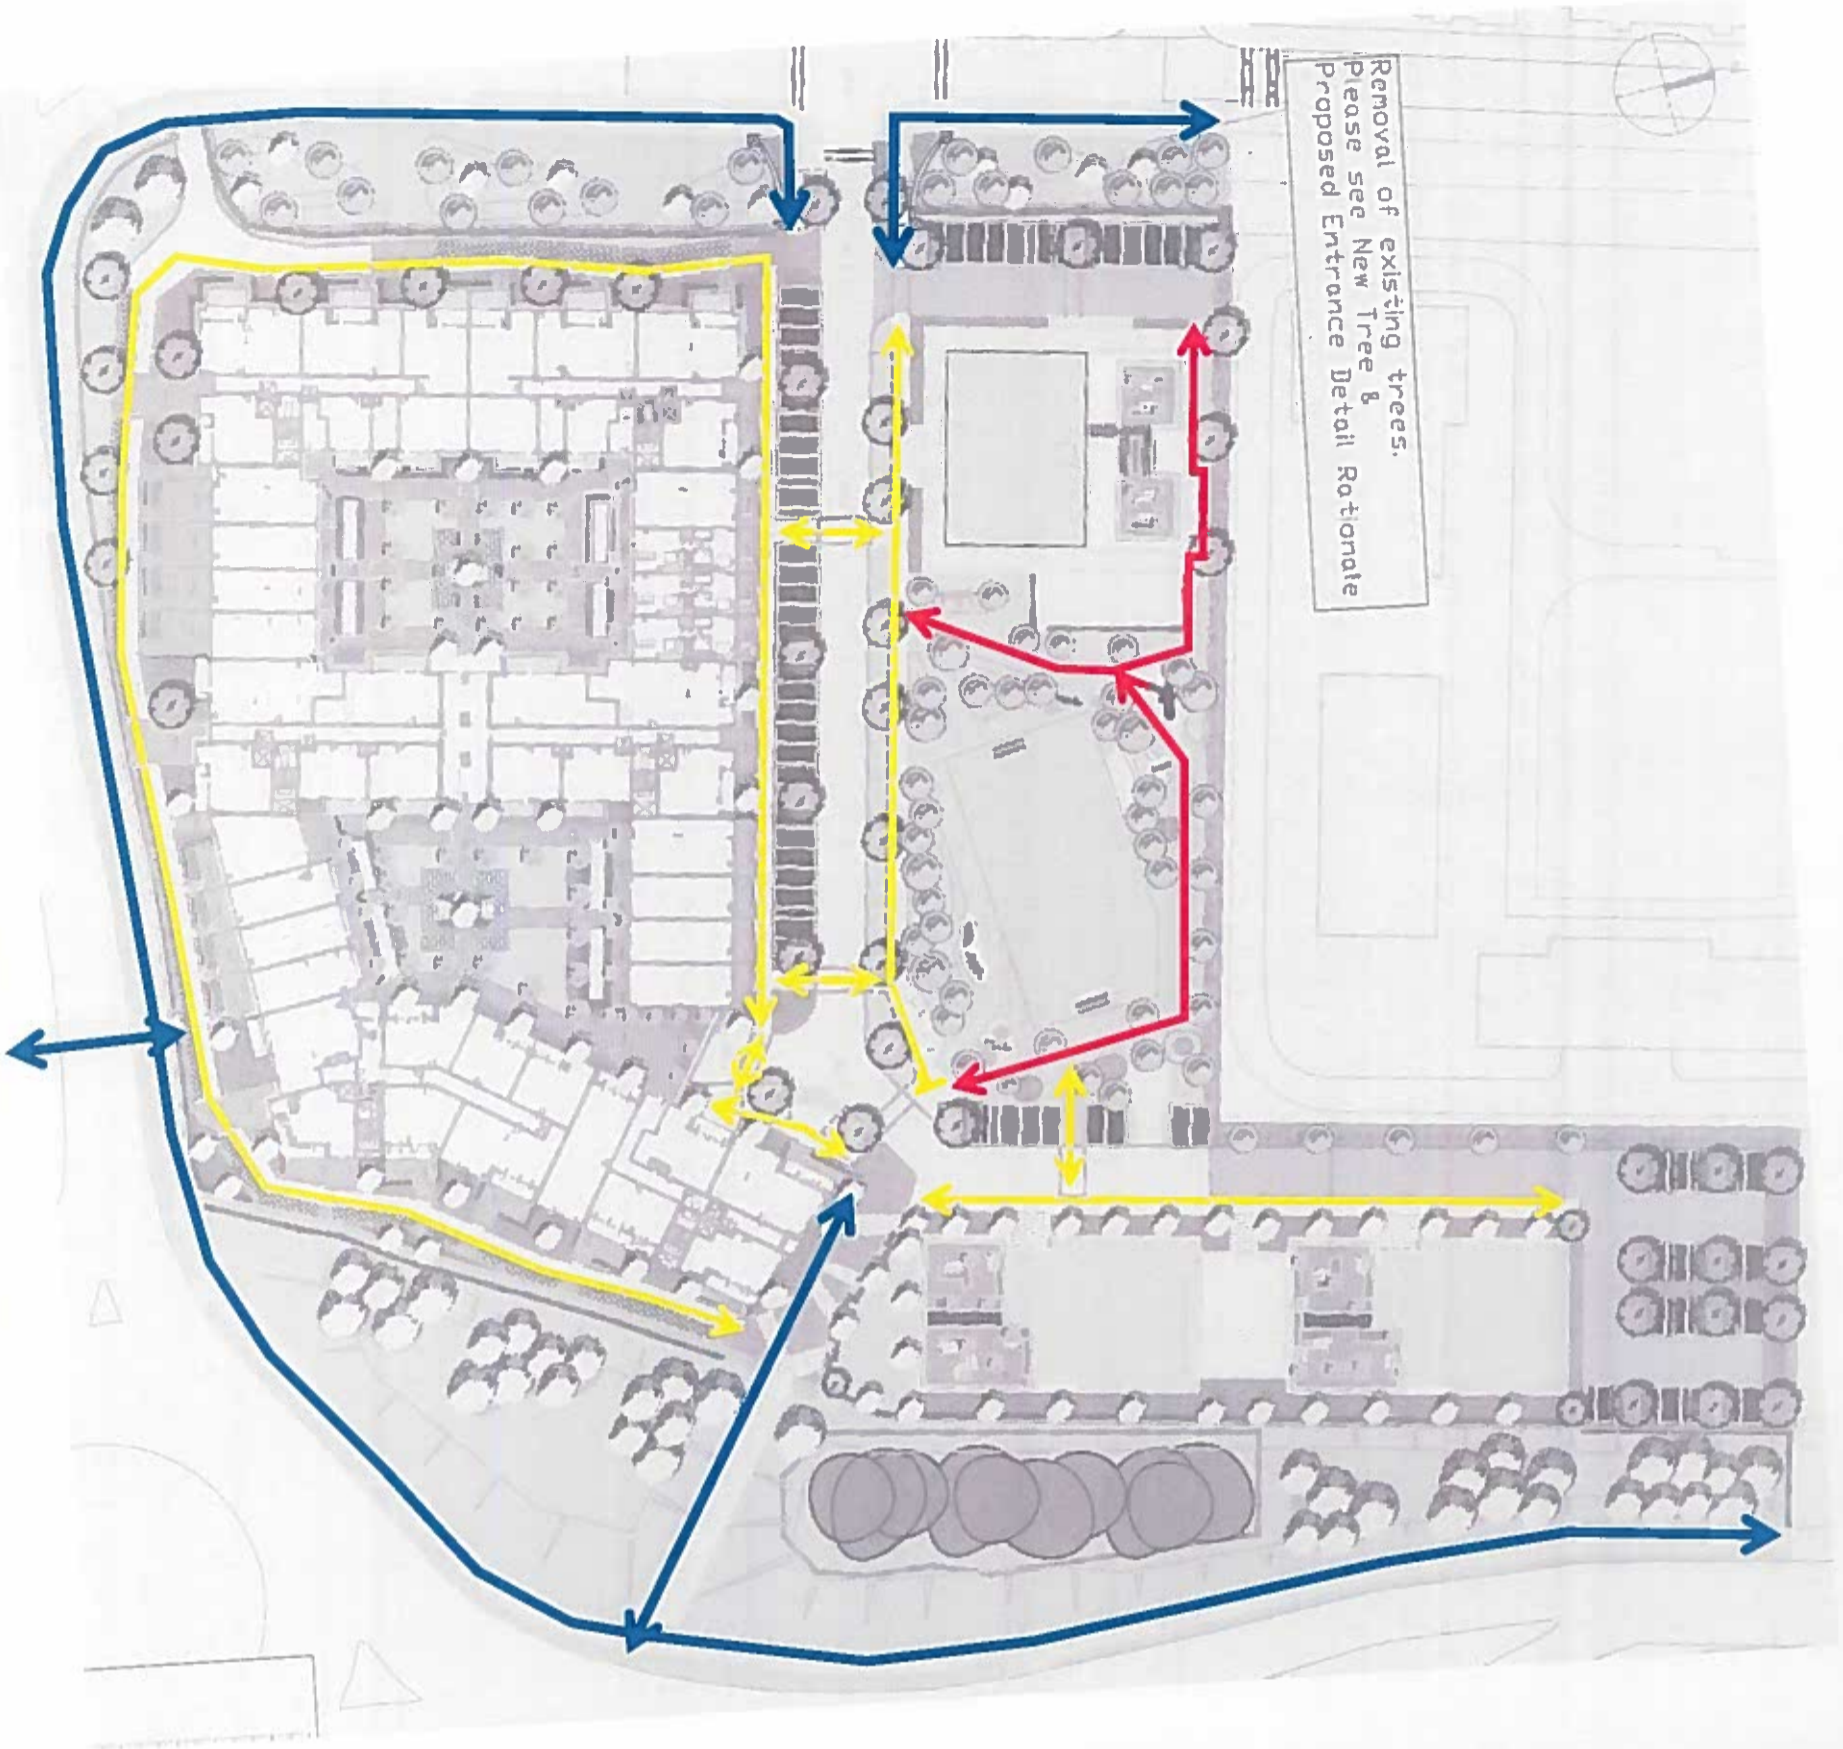 Removal of existing trees.
Please see New Tree &
Proposed Entrance Detail Rationale